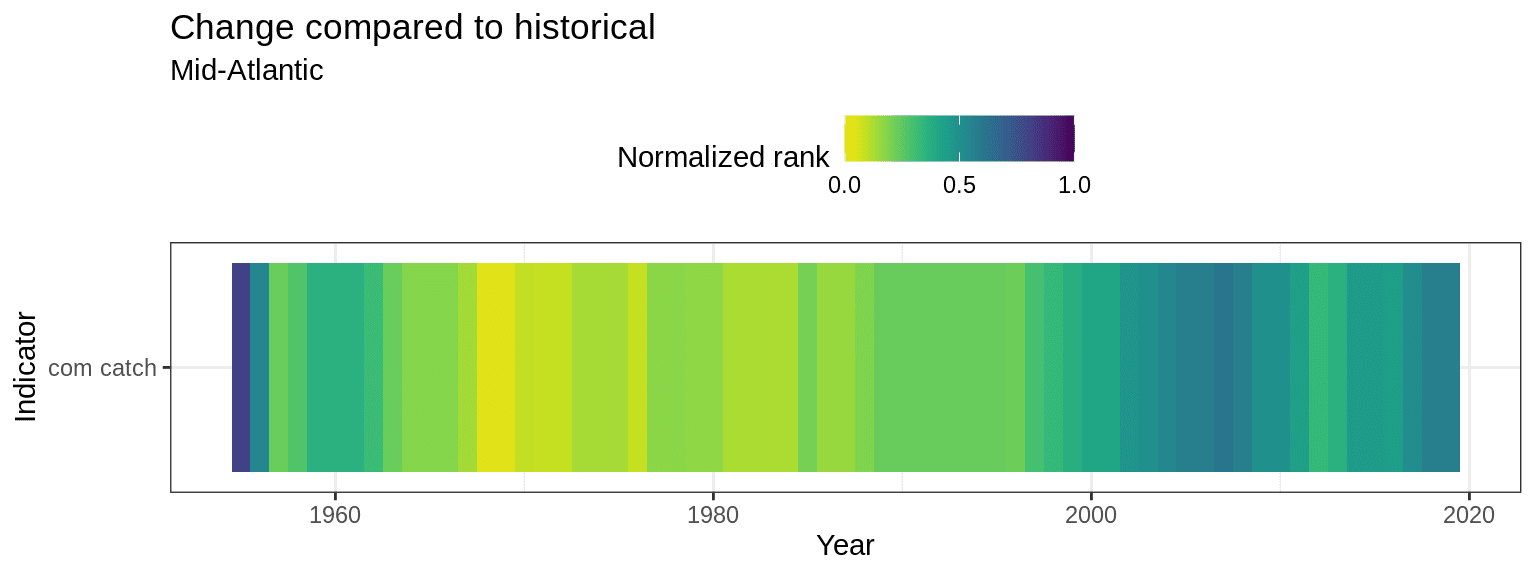 Change compared to historical
Mid-Atlantic
Normalized rank
0.0 0.5 1.0
Indicator
com catch
1960 1980 2000 2020
Year